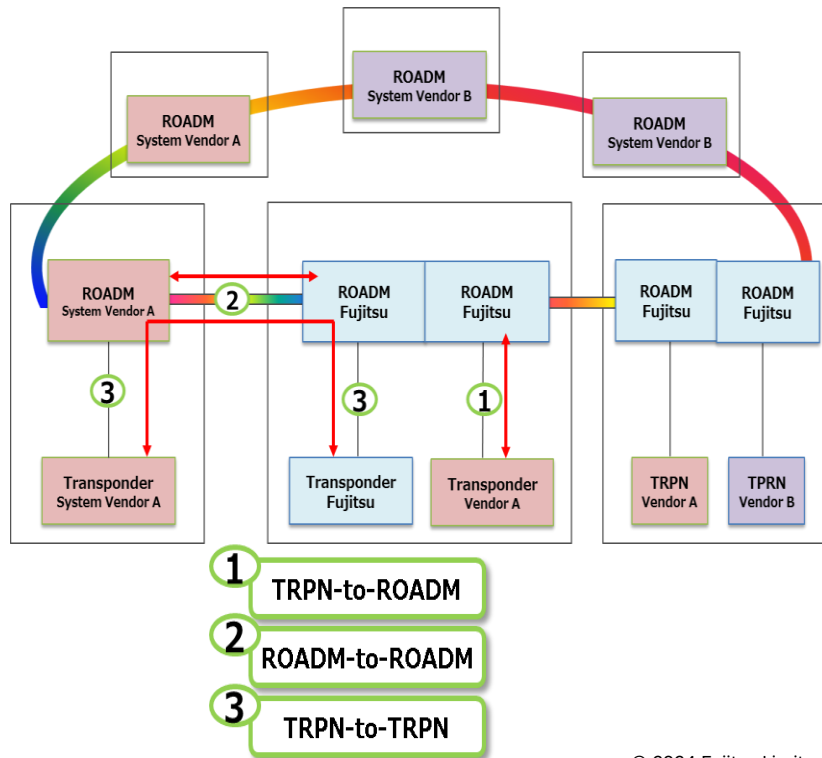 ROADM
System Vendor B
ROADM
System Vendor A
ROADM
System Vendor B
ROADM
System Vendor A
2
ROADM
Fujitsu
ROADM
Fujitsu
ROADM
Fujitsu
ROADM
Fujitsu
3
3
1
Transponder
System Vendor A
Transponder
Fujitsu
Transponder
Vendor A
TRPN
Vendor A
TPRN
Vendor B
1
TRPN-to-ROADM
2
ROADM-to-ROADM
3
TRPN-to-TRPN